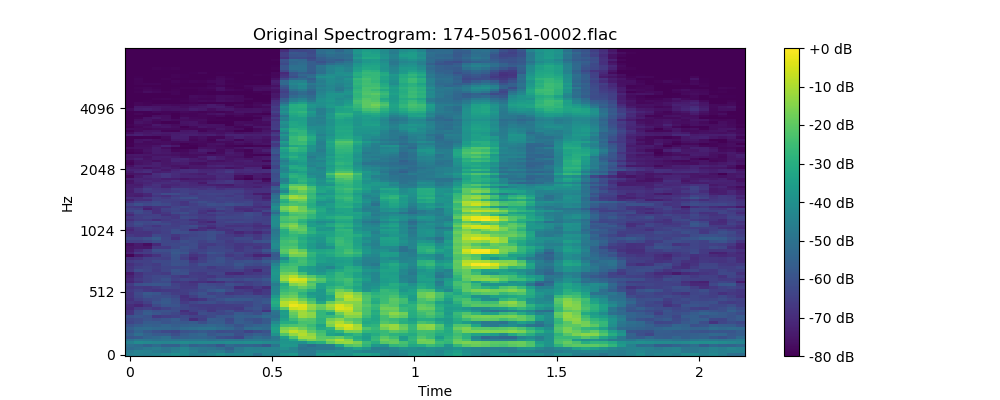 Original Spectrogram: 174-50561-0002.flac
Hz
4096
2048
1024
512
0
0
0.5
1
1.5
2
Time
+0 dB
-10 dB
-20 dB
-30 dB
-40 dB
-50 dB
-60 dB
-70 dB
-80 dB